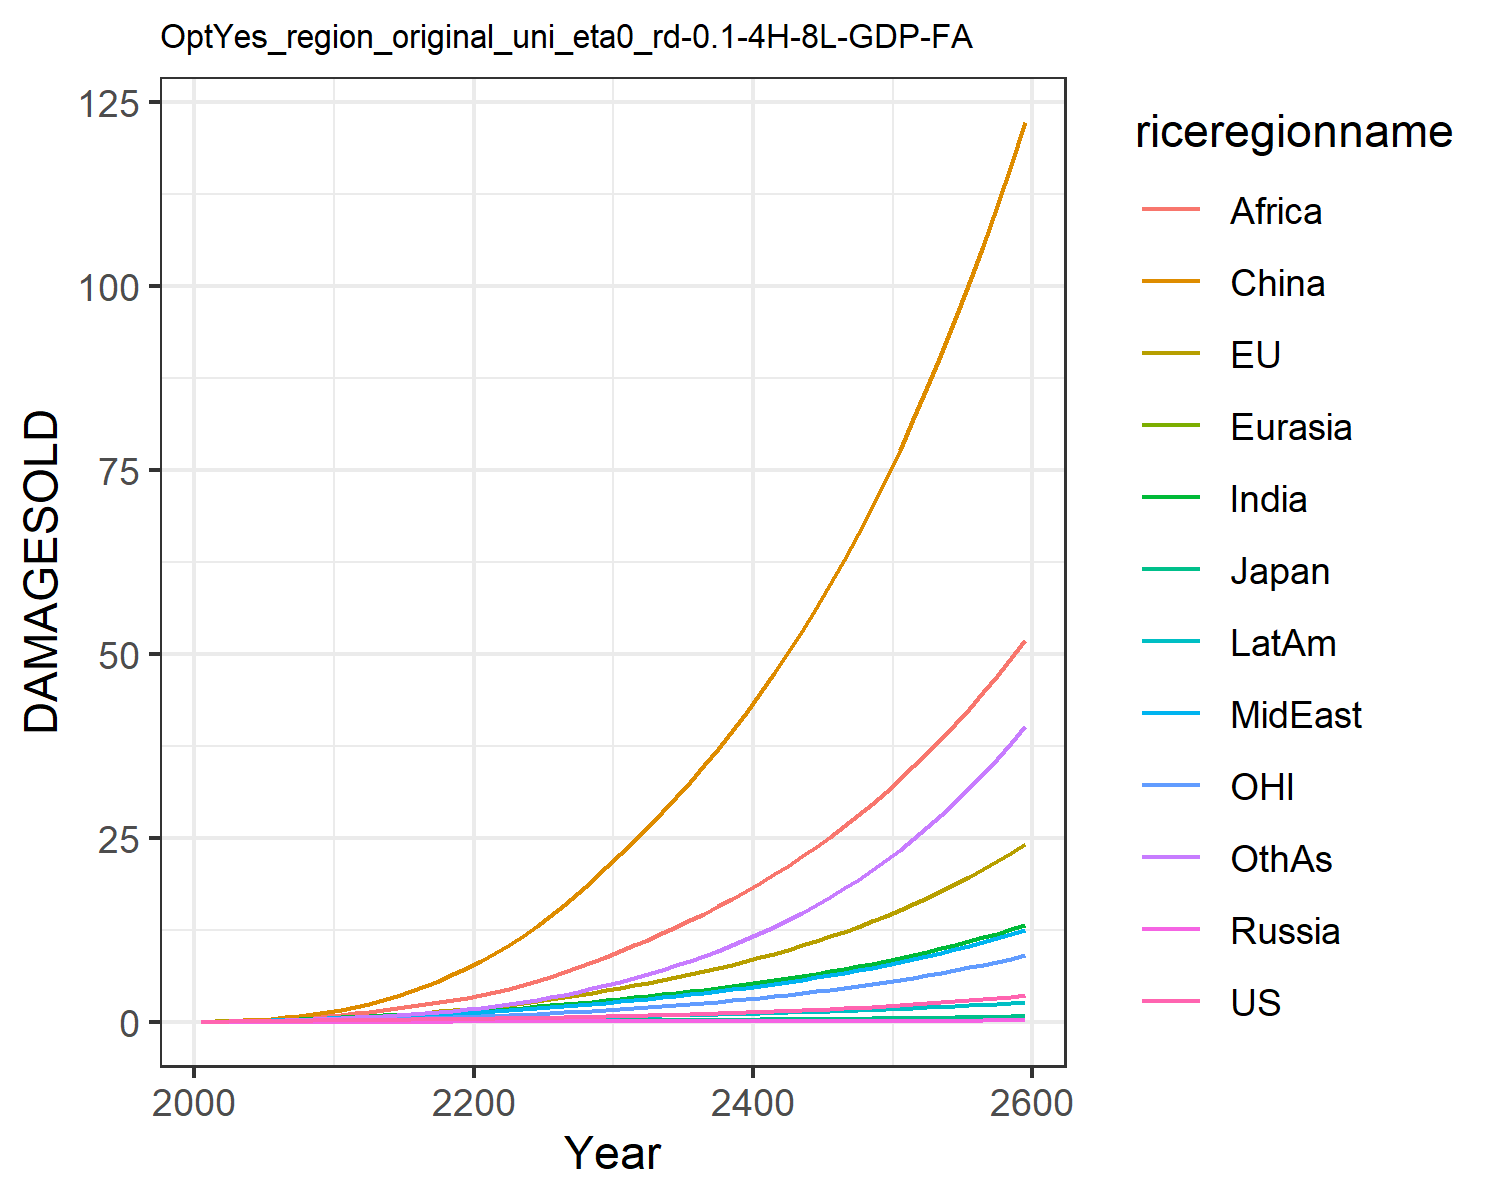 OptYes_region_original_uni_eta0_rd-0.1-4H-8L-GDP-FA
125
100
75
50
25
0
DAMAGESOLD
2000 2200 2400 2600
Year
riceregionname
Africa
China
EU
Eurasia
India
Japan
LatAm
MidEast
OHI
OthAs
Russia
US